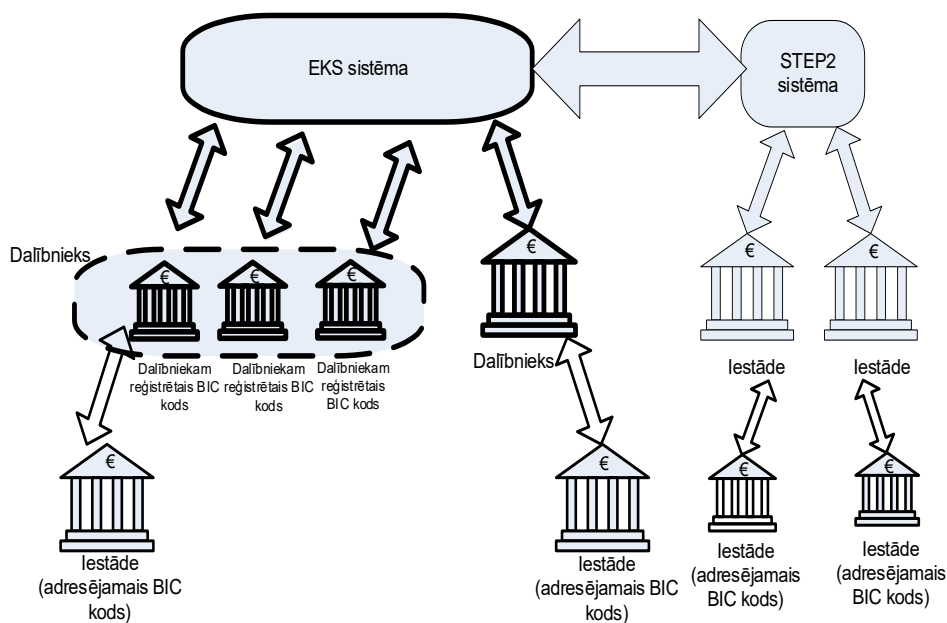 EKS sistēma
STEP2
sistēma
Dalībnieks
€
€
€
€
€
€
Dalībniekam
reģistrētais BIC
kods
Dalībniekam
reģistrētais BIC
kods
Dalībniekam
reģistrētais BIC
kods
Dalībnieks
Iestāde
Iestāde
€
€
€
€
Iestāde
(adresējamais BIC
kods)
Iestāde
(adresējamais BIC
kods)
Iestāde
(adresējamais
BIC kods)
Iestāde
(adresējamais
BIC kods)